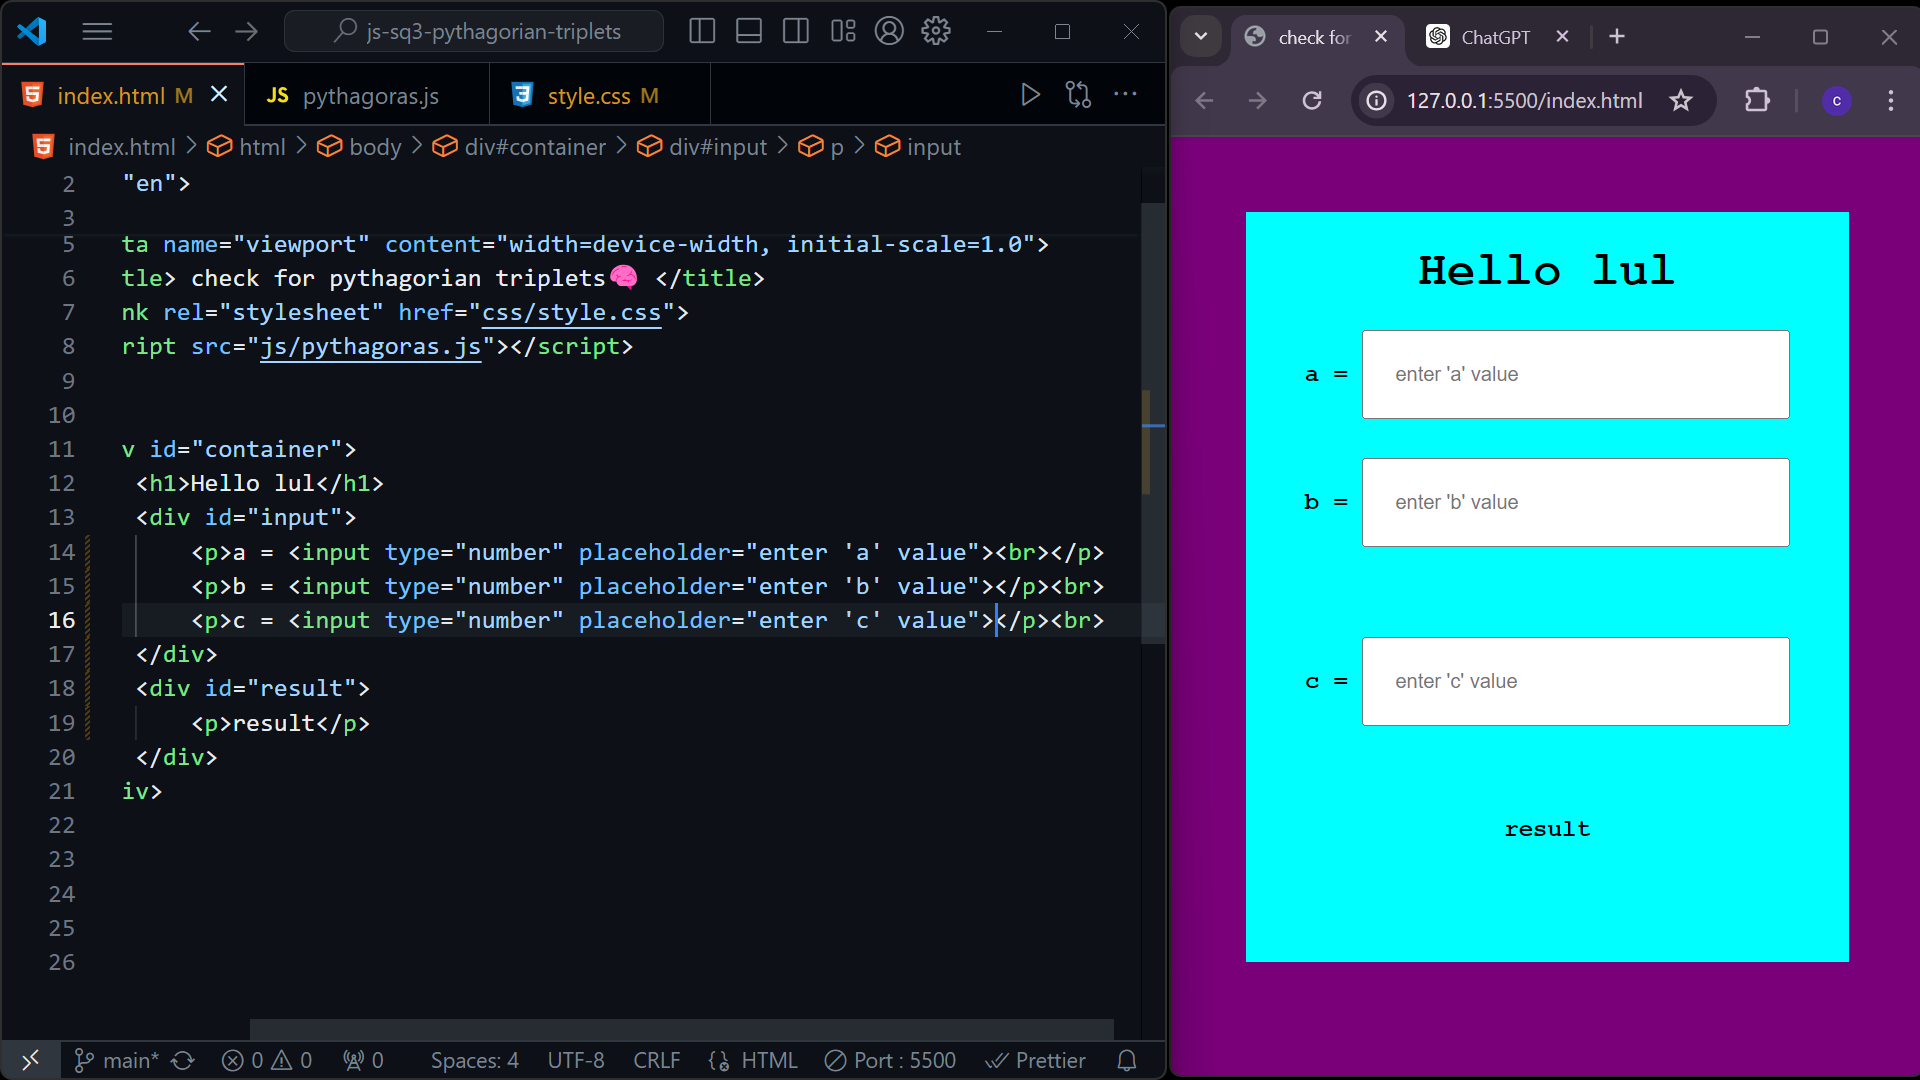 js-sq3-pythagorian-triplets
index.html M
JS pythagoras.js
style.css M
index.html > html > body > div#container > div#input > p > input
2 "en">
3
5 ta name="viewport" content="width=device-width, initial-scale=1.0">
6 tle> check for pythagorian triplets🧠 </title>
7 nk rel="stylesheet" href="css/style.css">
8 ript src="js/pythagoras.js"></script>
9
10
11 v id="container">
12 <h1>Hello lul</h1>
13 <div id="input">
14 <p>a = <input type="number" placeholder="enter 'a' value"><br></p>
15 <p>b = <input type="number" placeholder="enter 'b' value"></p><br>
16 <p>c = <input type="number" placeholder="enter 'c' value"></p><br>
17 </div>
18 <div id="result">
19 <p>result</p>
20 </div>
21 iv>
22
23
24
25
26
main* 0 0 0 Spaces: 4 UTF-8 CRLF HTML Port : 5500 Prettier
check for
ChatGPT
127.0.0.1:5500/index.html
c
Hello lul
a = enter 'a' value
b = enter 'b' value
c = enter 'c' value
result